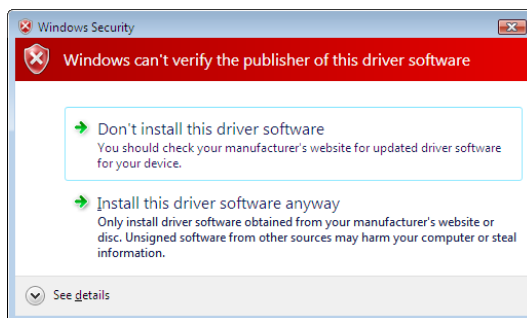 Windows Security
Windows can't verify the publisher of this driver software
Don't install this driver software
You should check your manufacturer's website for updated driver software
for your device.
Install this driver software anyway
Only install driver software obtained from your manufacturer's website or
disc. Unsigned software from other sources may harm your computer or steal
information.
See details